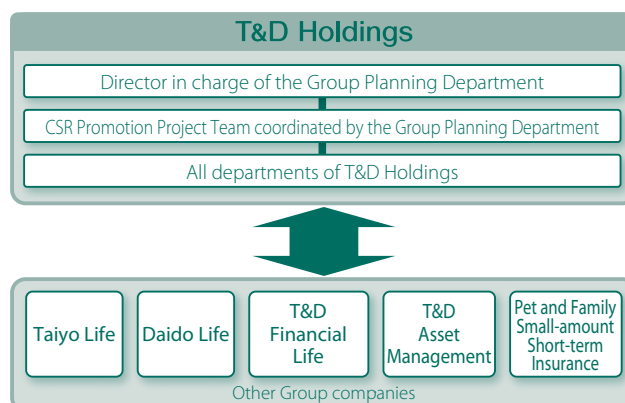 T&D Holdings
Director in charge of the Group Planning Department
CSR Promotion Project Team coordinated by the Group Planning Department
All departments of T&D Holdings
Taiyo Life
Daido Life
T&D
Financial
Life
T&D
Asset
Management
Pet and Family
Small-amount
Short-term
Insurance
Other Group companies